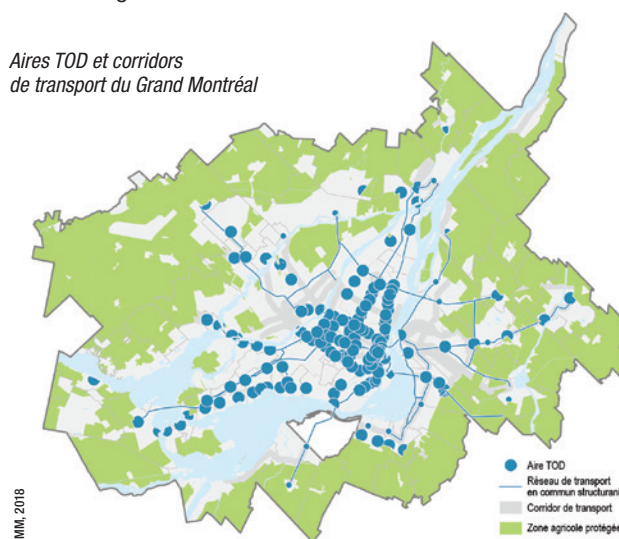 Aires TOD et corridors
de transport du Grand Montréal
Aire TOD
Réseau de transport
en commun structurant
Corridor de transport
Zone agricole protégée
MM, 2018